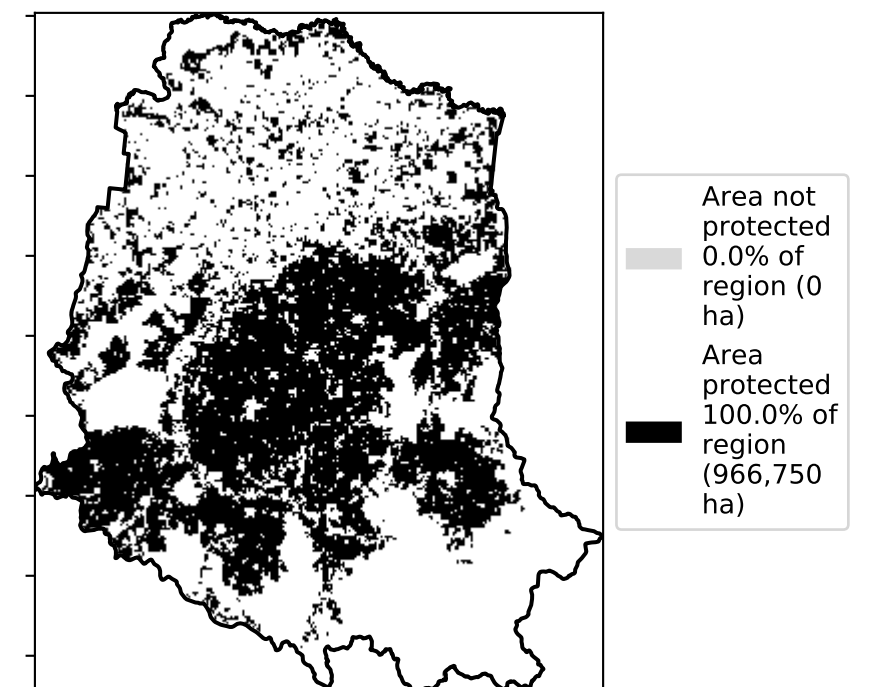 Area not
protected
0.0% of
region (0
ha)
Area
protected
100.0% of
region
(966,750
ha)